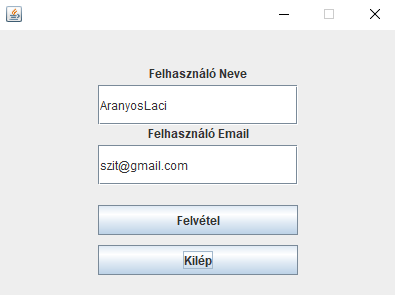 Felhasználó Neve
AranyosLaci
Felhasználó Email
szit@gmail.com
Felvétel
Kilép